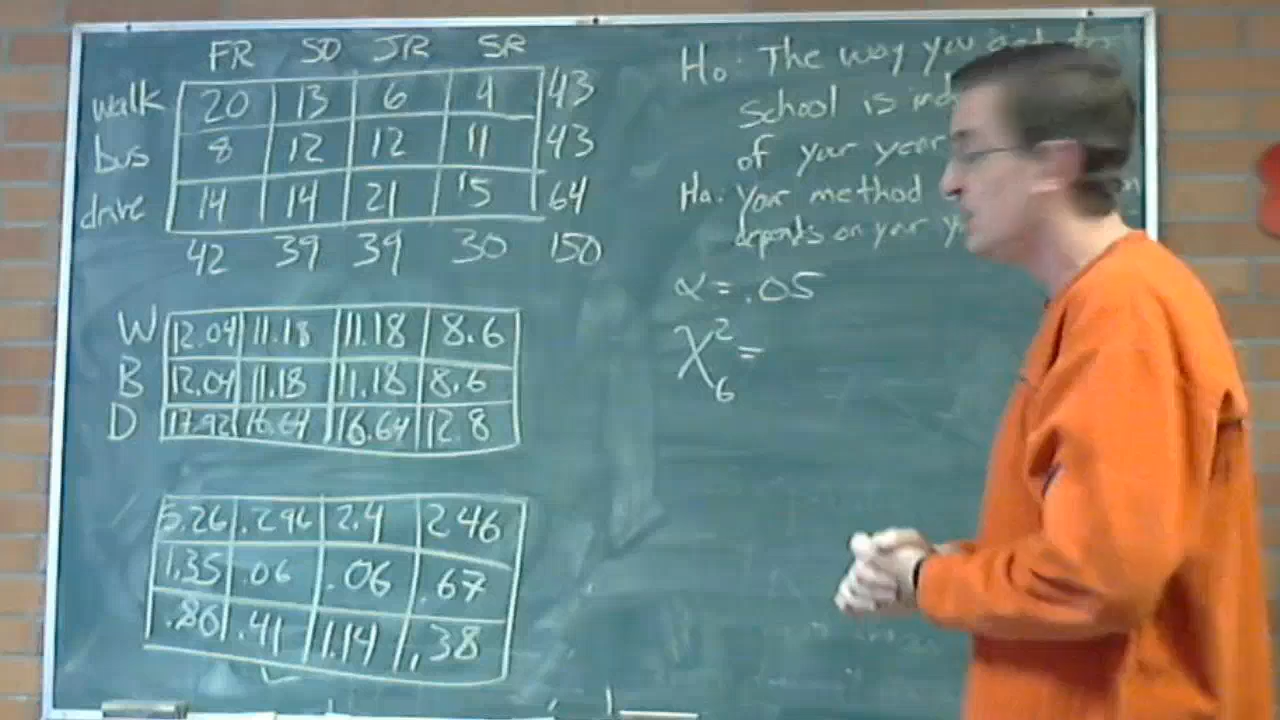 FR SO JR SR
walk 20 13 6 4 43
bus 8 12 12 11 43
drive 14 14 21 15 64
42 39 39 30 150
W 12.04 11.18 11.18 8.6
B 12.04 11.18 11.18 8.6
D 17.92 16.64 16.64 12.8
5.26 .296 2.4 2.46
1.35 .06 .06 .67
.86 .41 1.14 .38
Ho: The way you get
school is
of your year
Ha: Your method
depends on your
α = .05
χ²₆ =